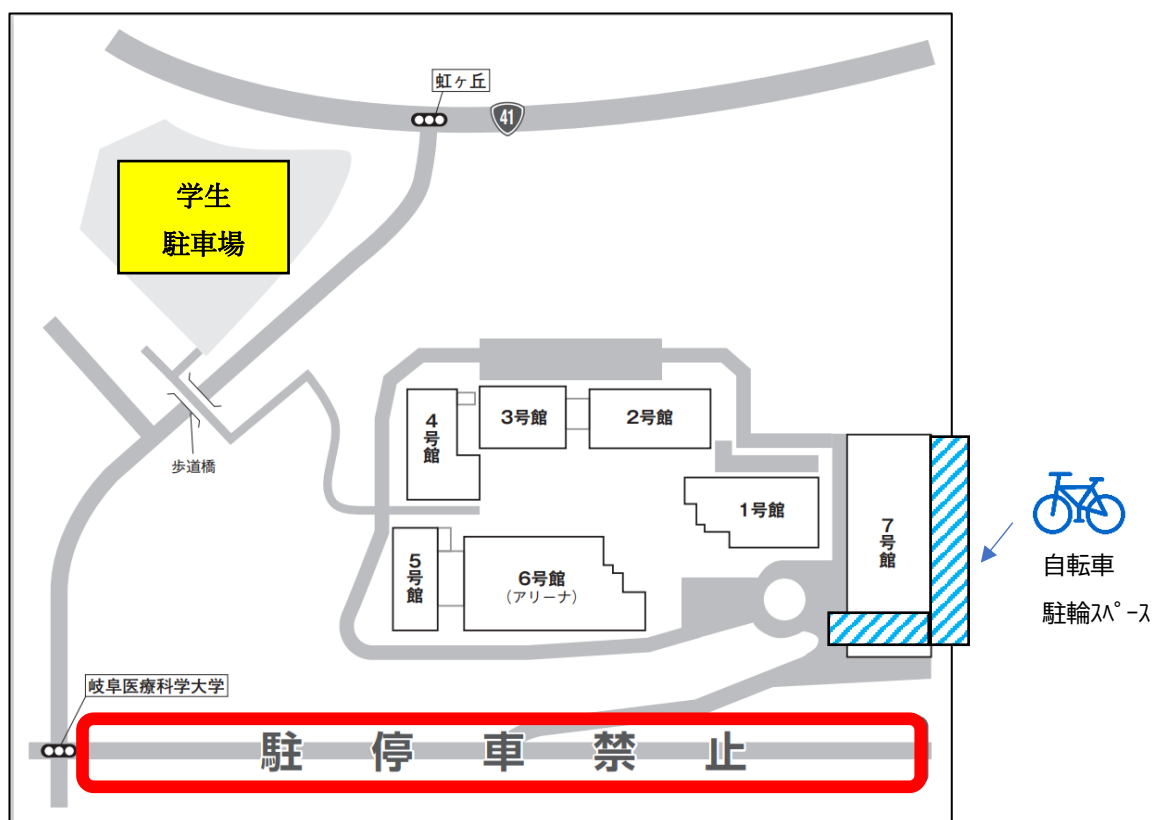 虹ヶ丘
41
学生
駐車場
歩道橋
4号館
3号館
2号館
1号館
7号館
5号館
6号館
(アリーナ)
自転車
駐輪ｽﾍﾟｰｽ
岐阜医療科学大学
駐停車禁止